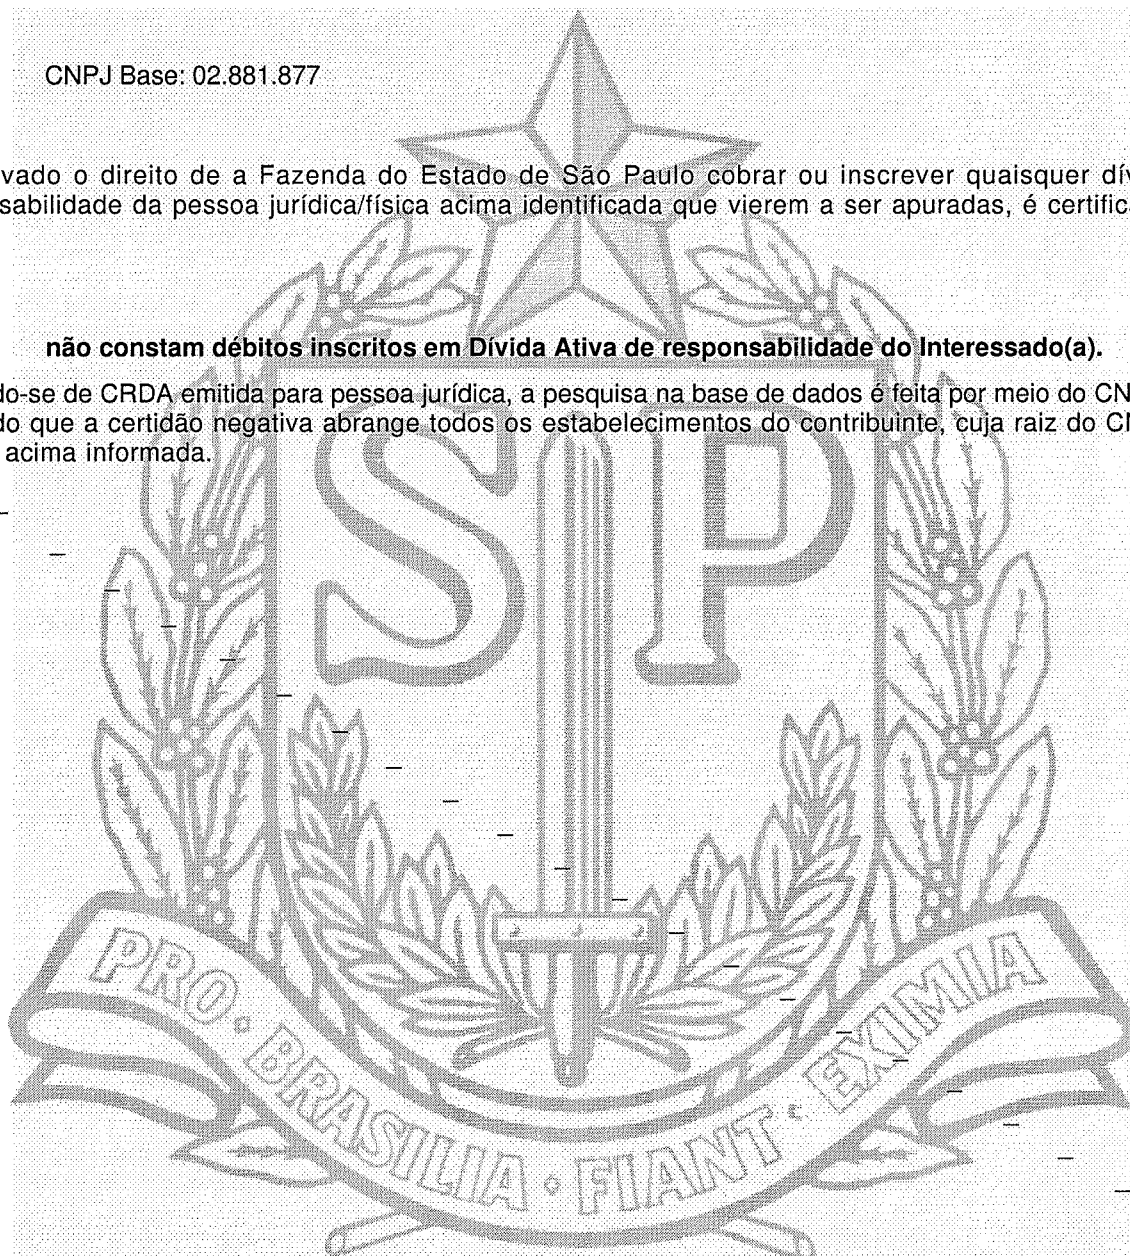 CNPJ Base: 02.881.877
vado o direito de a Fazenda do Estado de São Paulo cobrar ou inscrever quaisquer dív
sabilidade da pessoa jurídica/física acima identificada que vierem a ser apuradas, é certifica
não constam débitos inscritos em Dívida Ativa de responsabilidade do Interessado(a).
do-se de CRDA emitida para pessoa jurídica, a pesquisa na base de dados é feita por meio do CN
do que a certidão negativa abrange todos os estabelecimentos do contribuinte, cuja raiz do CN
acima informada.
SP
PRO · BRASILIA · FIANT · EXIMIA